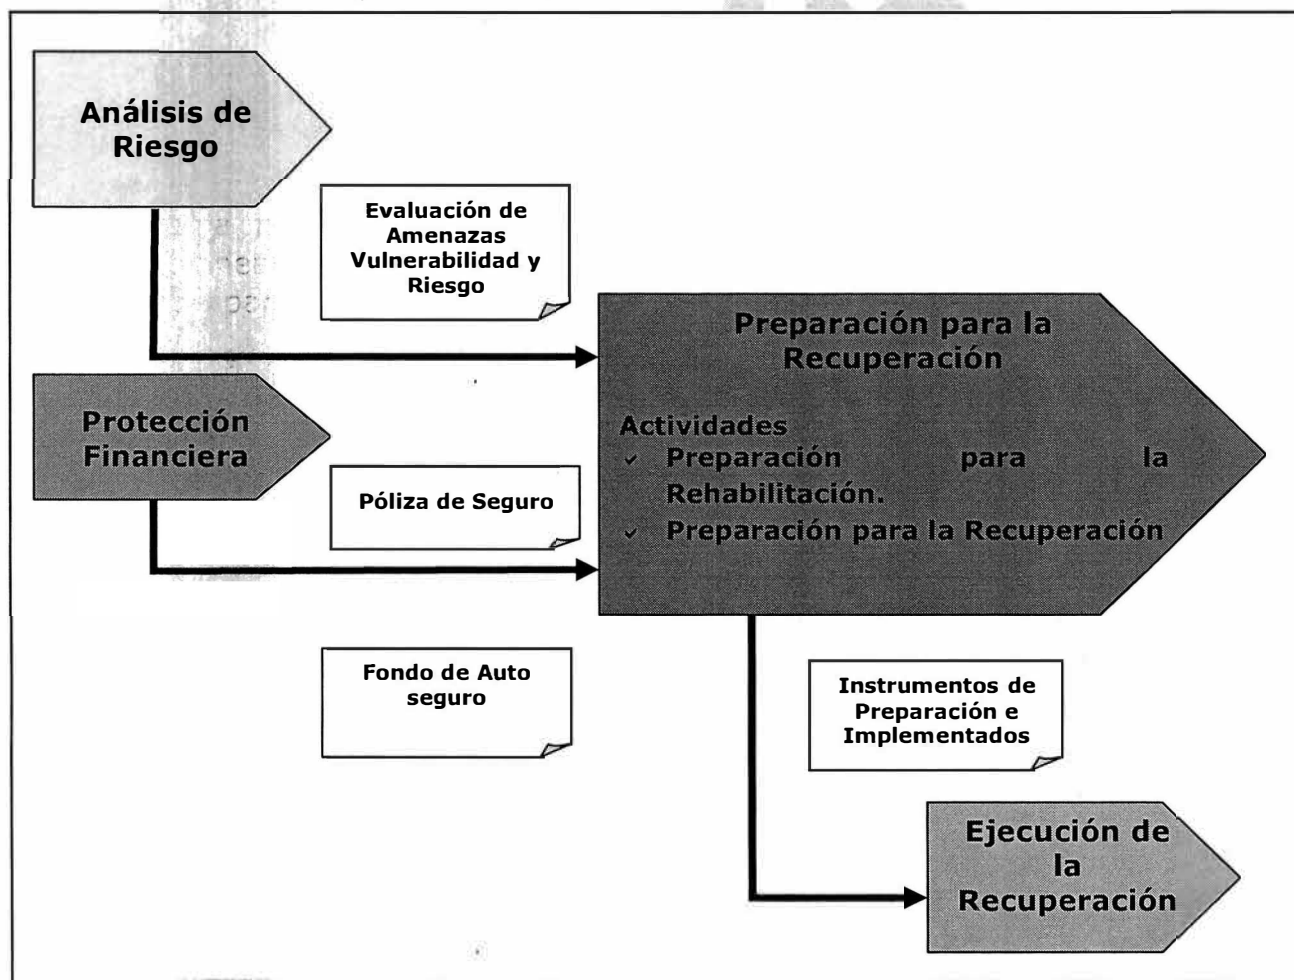 Análisis de
Riesgo
Evaluación de
Amenazas
Vulnerabilidad y
Riesgo
Preparación para la
Recuperación
Actividades
✓ Preparación para la
Rehabilitación.
✓ Preparación para la Recuperación
Protección
Financiera
Póliza de Seguro
Fondo de Auto
seguro
Instrumentos de
Preparación e
Implementados
Ejecución de
la
Recuperación